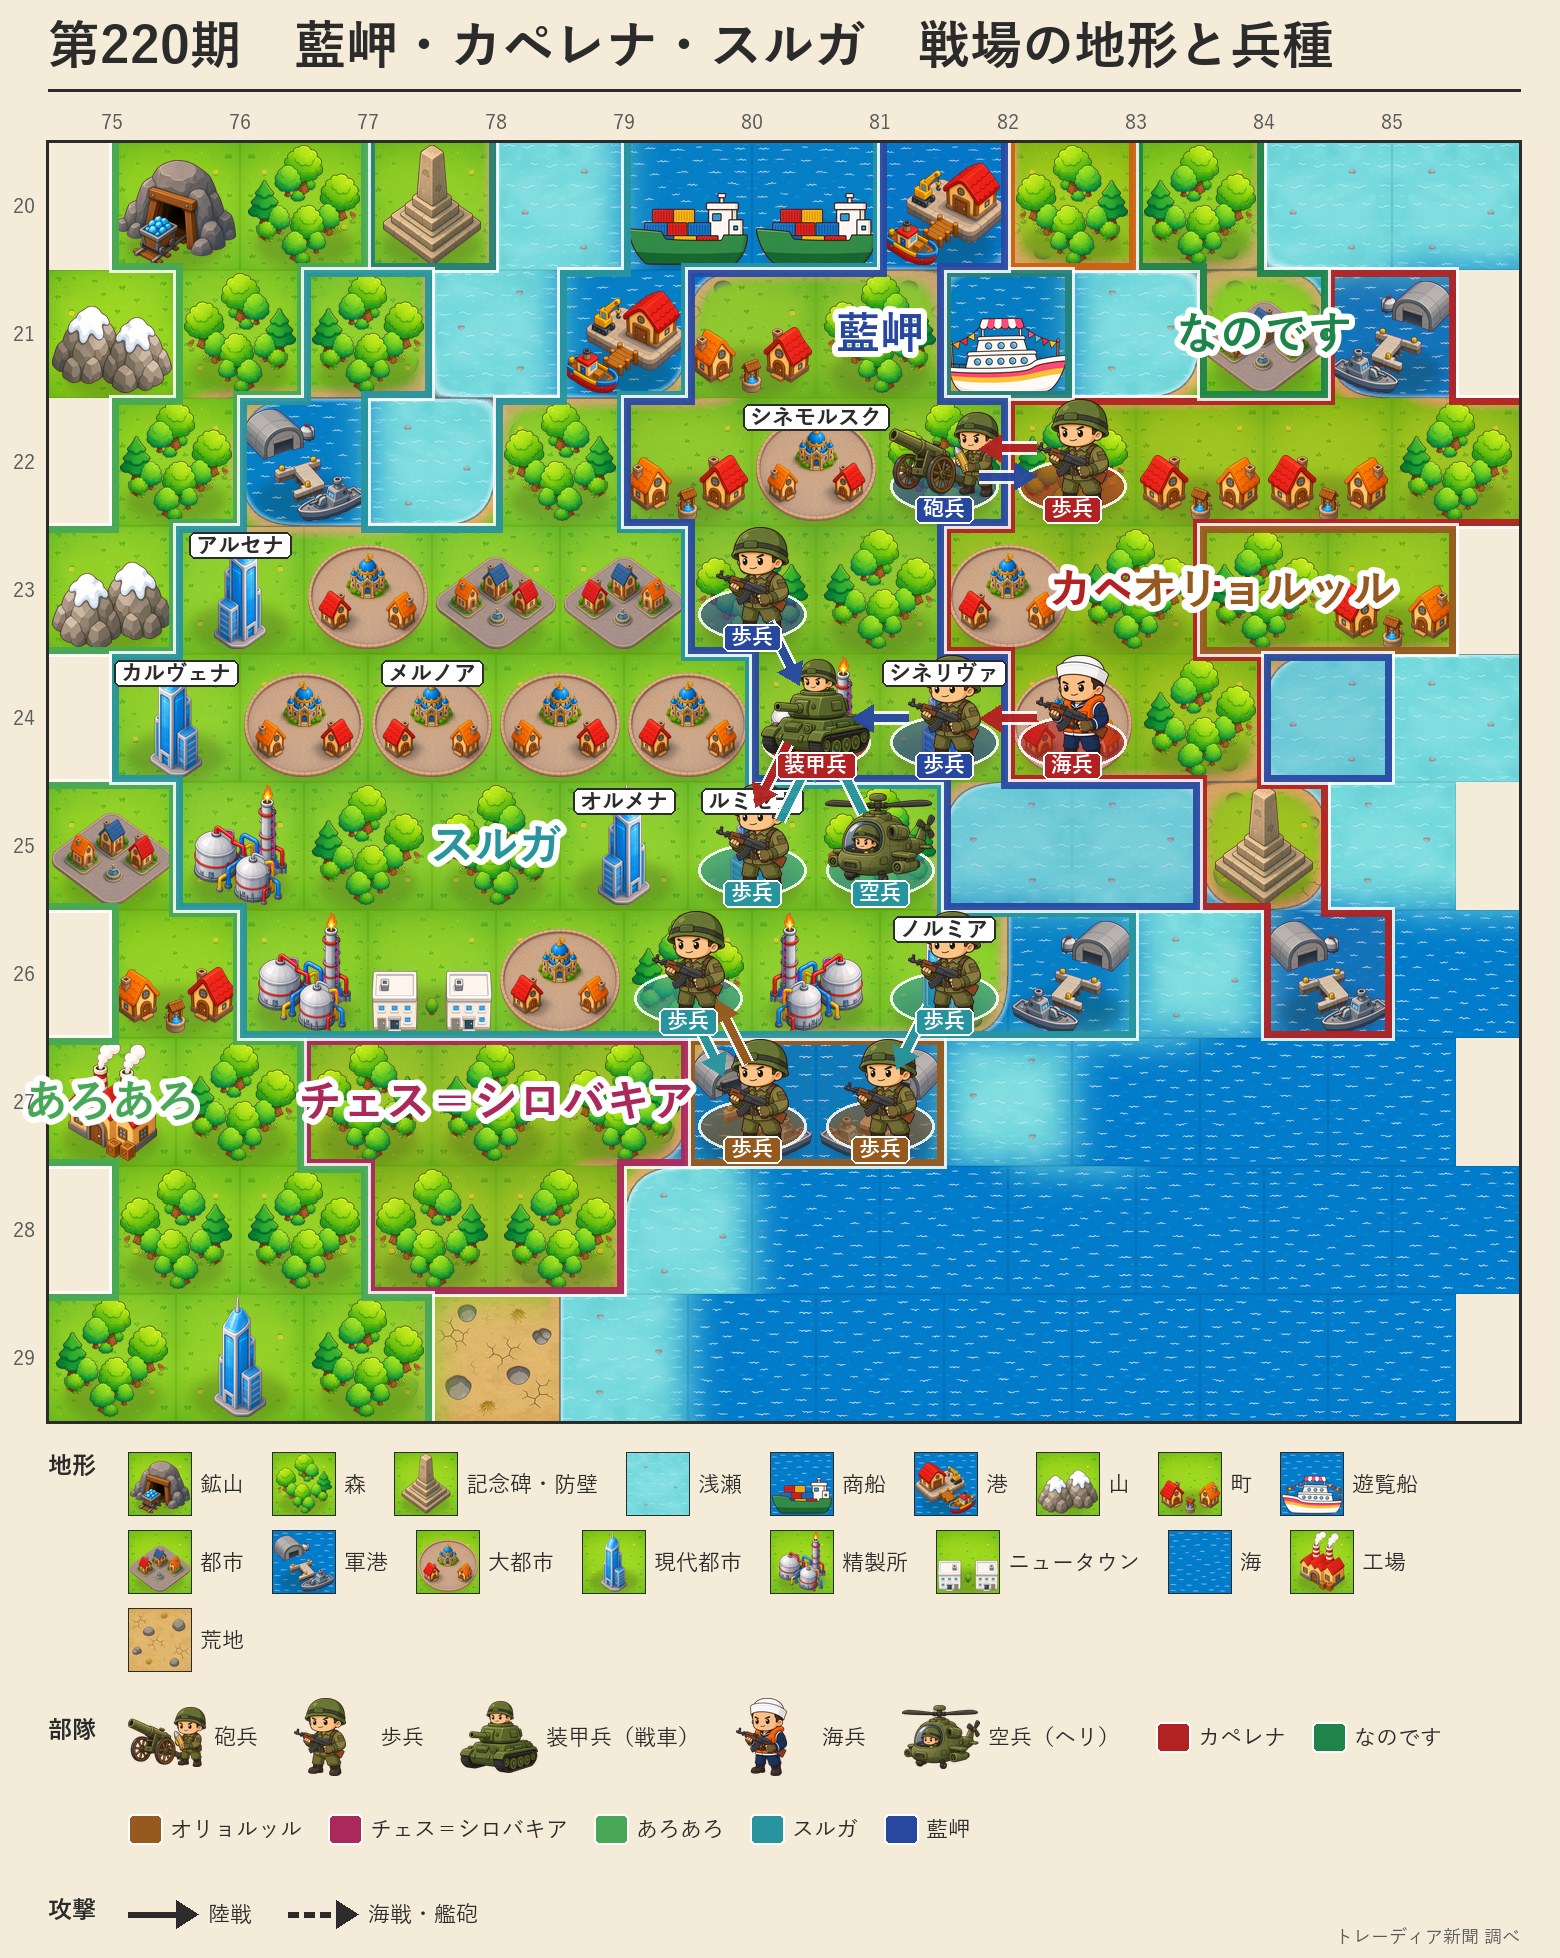 第220期　藍岬・カペレナ・スルガ　戦場の地形と兵種
75 76 77 78 79 80 81 82 83 84 85
20
21
藍岬
なのです
22
シネモルスク
砲兵
歩兵
23
アルセナ
カペ
オリョルッル
歩兵
24
カルヴェナ
メルノア
シネリヴァ
装甲兵
歩兵
海兵
25
オルメナ
スルガ
歩兵
空兵
26
ノルミア
歩兵
歩兵
27
あろあろ
チェス＝シロバキア
歩兵
歩兵
28
29
地形
鉱山 森 記念碑・防壁 浅瀬 商船 港 山 町 遊覧船
都市 軍港 大都市 現代都市 精製所 ニュータウン 海 工場
荒地
部隊
砲兵 歩兵 装甲兵（戦車） 海兵 空兵（ヘリ） カペレナ なのです
オリョルッル チェス＝シロバキア あろあろ スルガ 藍岬
攻撃
陸戦 海戦・艦砲
トレーディア新聞 調べ